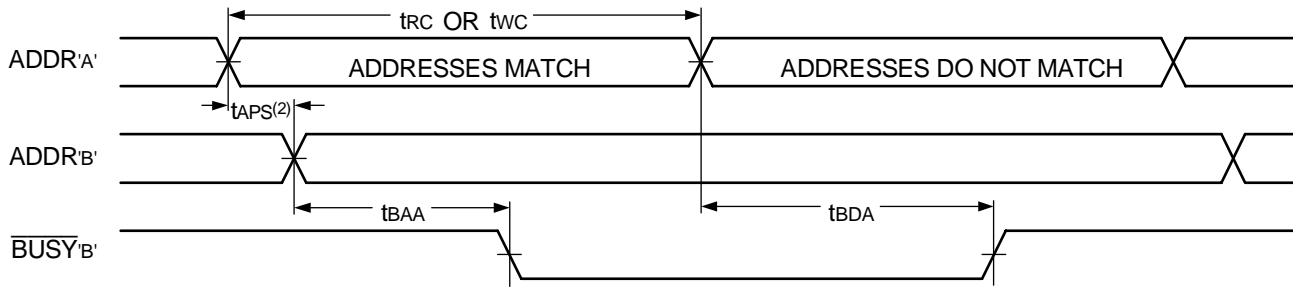 tRC OR tWC
ADDR'A'
ADDRESSES MATCH
ADDRESSES DO NOT MATCH
tAPS(2)
ADDR'B'
tBAA
tBDA
BUSY'B'